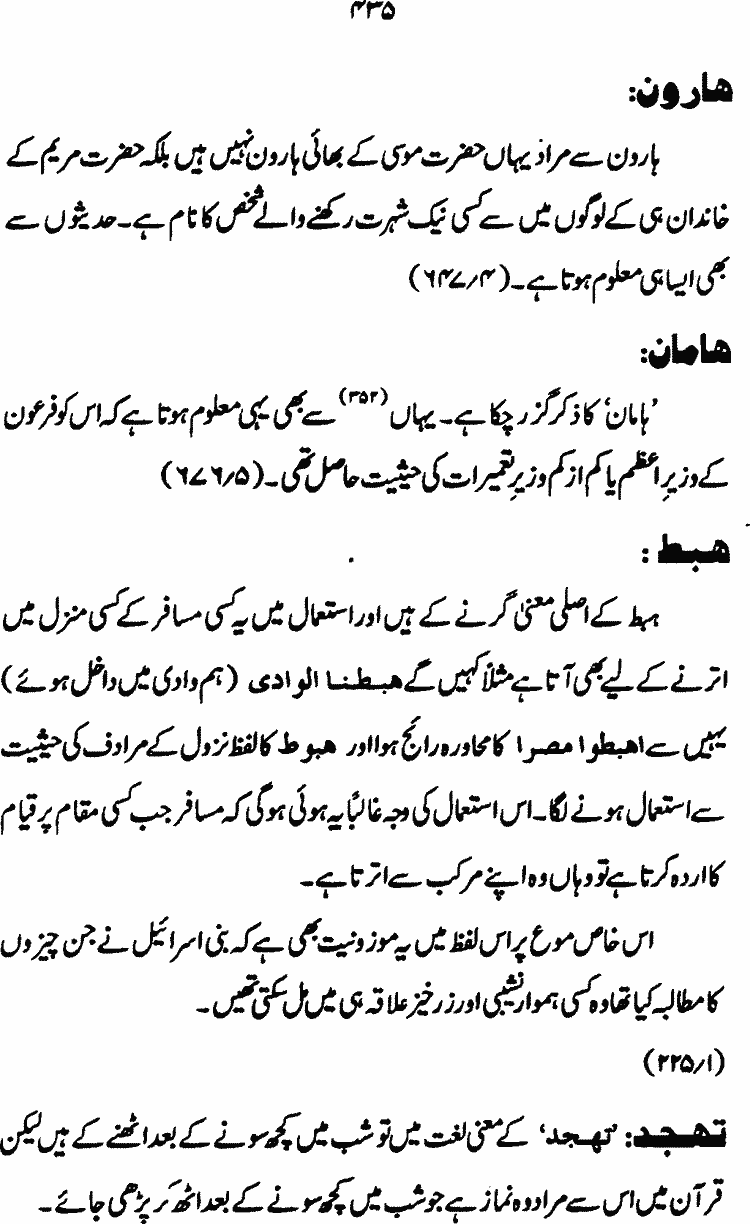 ۴۳۵
ھارون:
ہارون سے مراد یہاں حضرت موسی کے بھائی ہارون نہیں ہیں بلکہ حضرت مریم کے
خاندان ہی کے لوگوں میں سے کسی نیک شہرت رکھنے والے شخص کا نام ہے۔ حدیثوں سے
بھی ایسا ہی معلوم ہوتا ہے۔ (۶۴۷/۴)
ھامان:
’ہامان‘ کا ذکر گزر چکا ہے۔ یہاں (۳۵۲) سے بھی یہی معلوم ہوتا ہے کہ اس کو فرعون
کے وزیرِ اعظم یا کم از کم وزیرِ تعمیرات کی حیثیت حاصل تھی۔ (۶۷۶/۵)
ھبط :
ہبط کے اصلی معنیٰ گرنے کے ہیں اور استعمال میں یہ کسی مسافر کے کسی منزل میں
اترنے کے لیے بھی آتا ہے مثلاً کہیں گے ھبطنا الوادی (ہم وادی میں داخل ہوئے)
یہیں سے اھبطوا مصرا کا محاورہ رائج ہوا اور ھبوط کا لفظ نزول کے مرادف کی حیثیت
سے استعمال ہونے لگا۔ اس استعمال کی وجہ غالباً یہ ہوئی ہوگی کہ مسافر جب کسی مقام پر قیام
کا اردہ کرتا ہے تو وہاں وہ اپنے مرکب سے اترتا ہے۔
اس خاص موع پر اس لفظ میں یہ موزونیت بھی ہے کہ بنی اسرائیل نے جن چیزوں
کا مطالبہ کیا تھا وہ کسی ہموار نشیبی اور زرخیز علاقہ ہی میں مل سکتی تھیں۔
(۲۲۵/۱)
تھجد: ’تھجد‘ کے معنی لغت میں تو شب میں کچھ سونے کے بعد اٹھنے کے ہیں لیکن
قرآن میں اس سے مراد وہ نماز ہے جو شب میں کچھ سونے کے بعد اٹھ کر پڑھی جائے۔